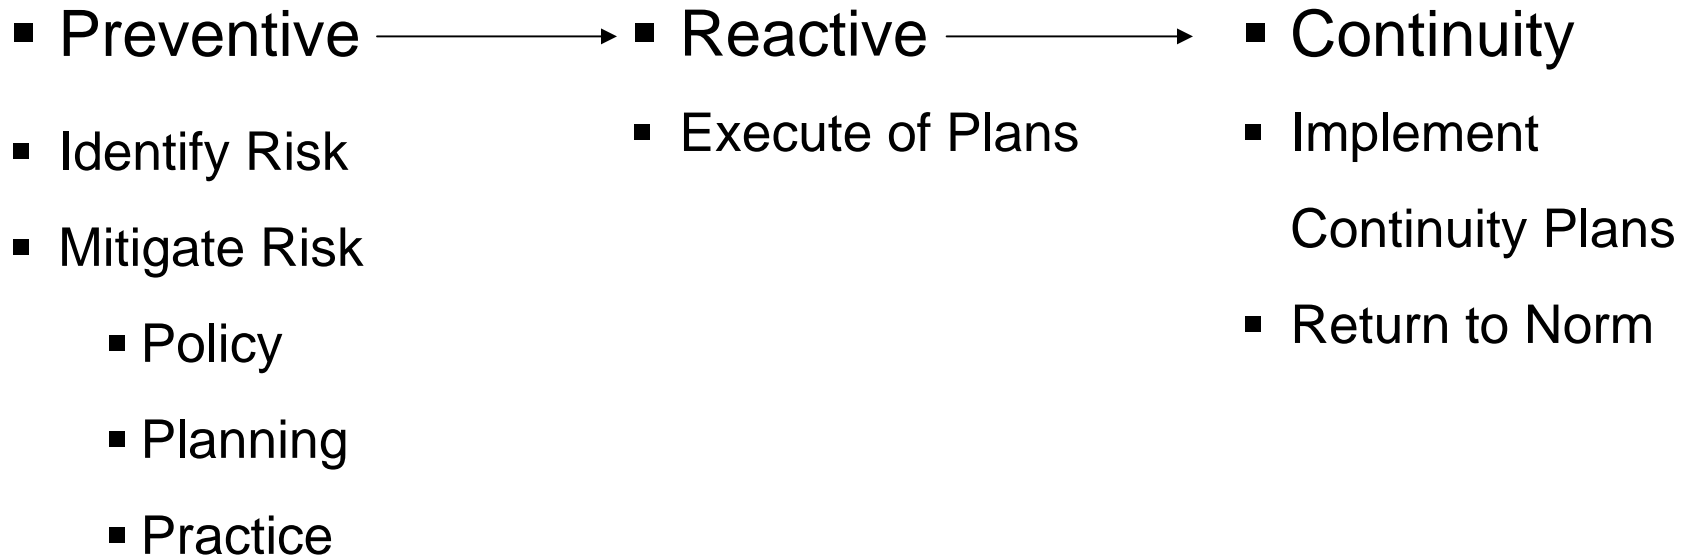 ▪ Preventive
▪ Identify Risk
▪ Mitigate Risk
▪ Policy
▪ Planning
▪ Practice
▪ Reactive
▪ Execute of Plans
▪ Continuity
▪ Implement
Continuity Plans
▪ Return to Norm